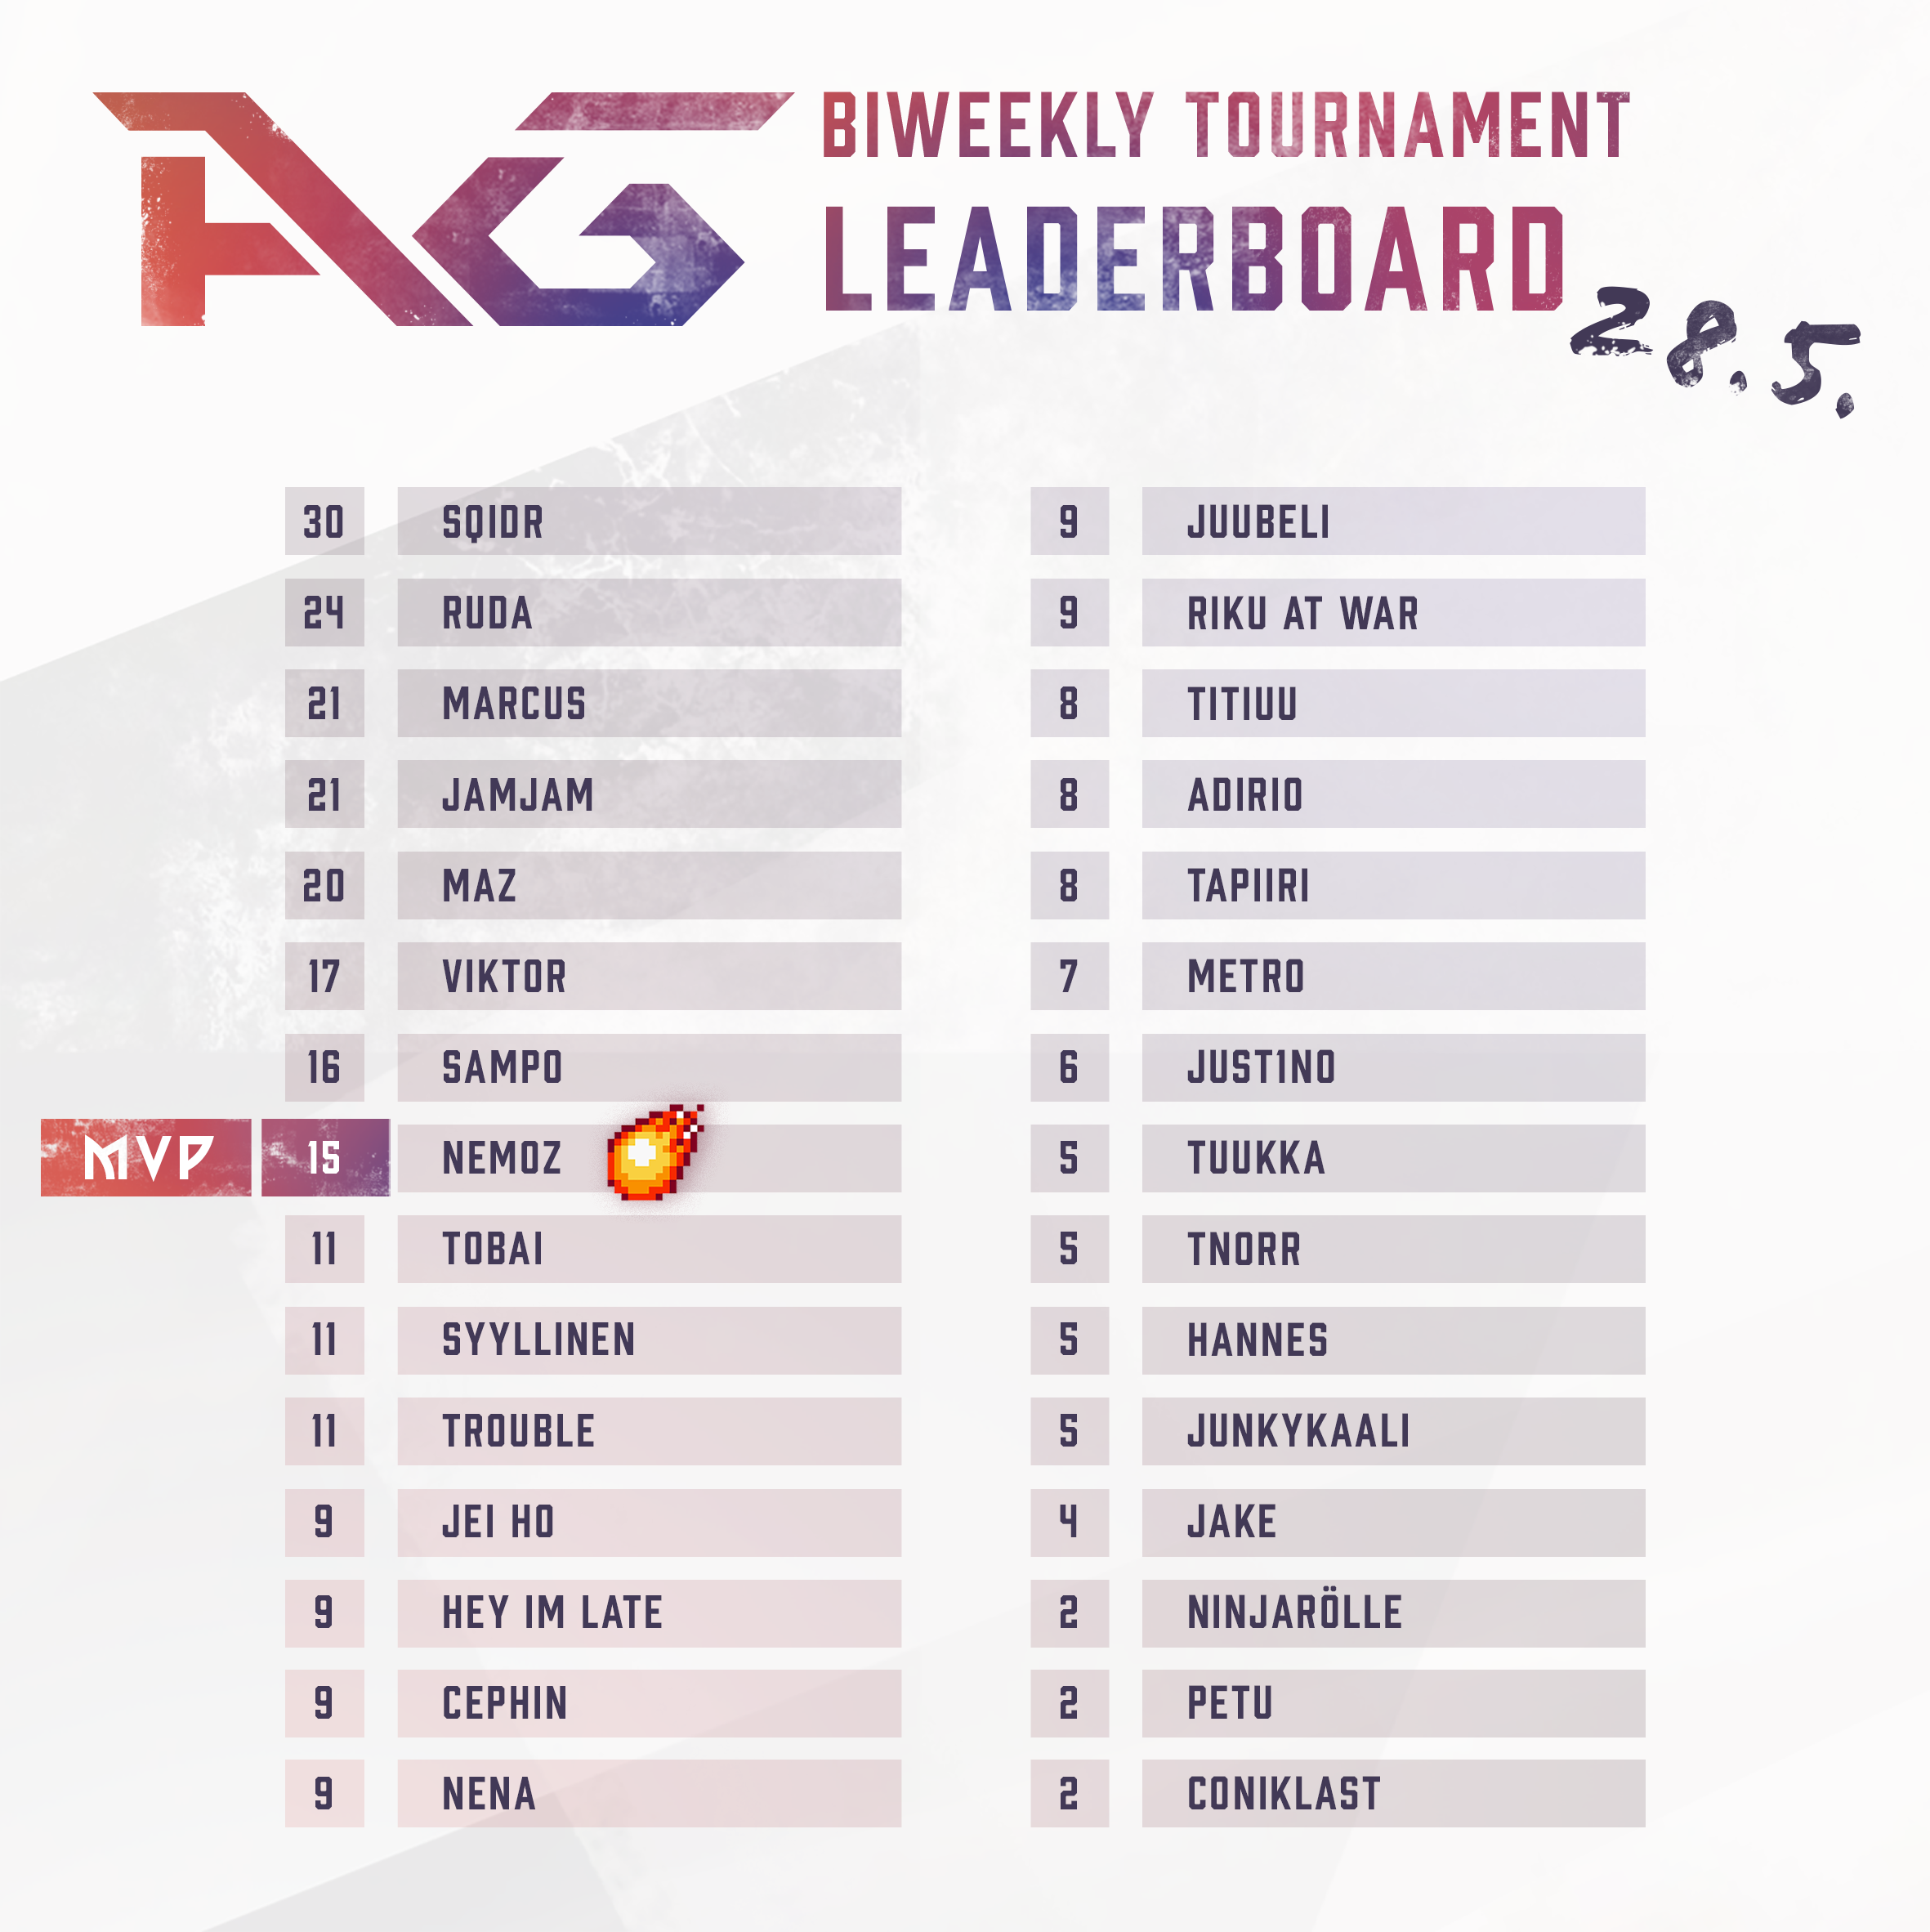 AG
BIWEEKLY TOURNAMENT
LEADERBOARD
28.5.
30 SQIDR
24 RUDA
21 MARCUS
21 JAMJAM
20 MAZ
17 VIKTOR
16 SAMPO
MVP 15 NEMOZ
11 TOBAI
11 SYYLLINEN
11 TROUBLE
9 JEI HO
9 HEY IM LATE
9 CEPHIN
9 NENA
9 JUUBELI
9 RIKU AT WAR
8 TITIUU
8 ADIRIO
8 TAPIIRI
7 METRO
6 JUST1NO
5 TUUKKA
5 TNORR
5 HANNES
5 JUNKYKAALI
4 JAKE
2 NINJARÖLLE
2 PETU
2 CONIKLAST